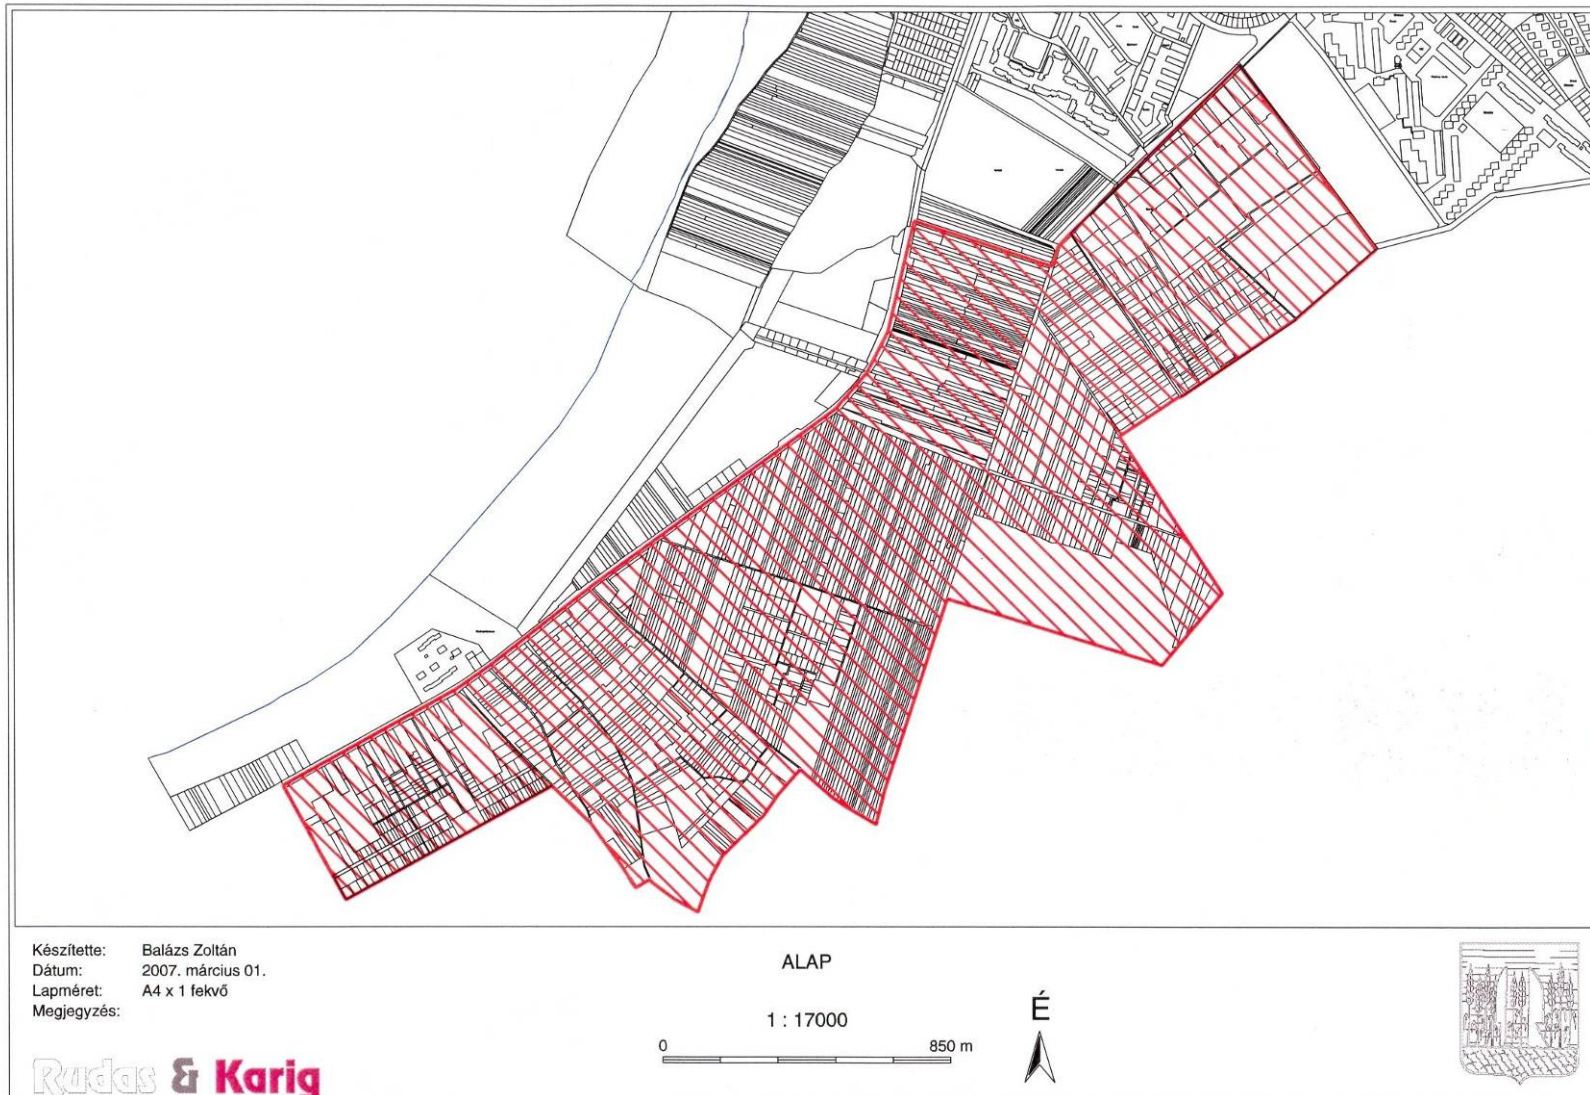 Készítette: Balázs Zoltán
Dátum: 2007. március 01.
Lapméret: A4 x 1 fekvő
Megjegyzés:
ALAP
1 : 17000
0 850 m
É
Rudas & Karig